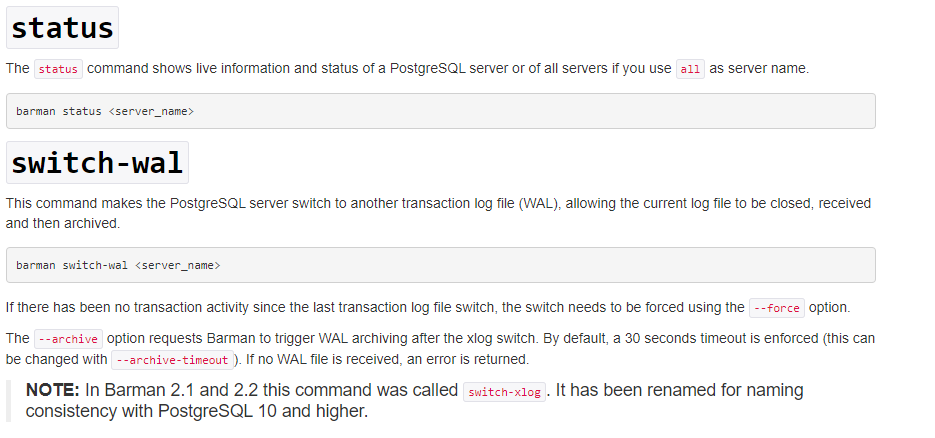 status
The status command shows live information and status of a PostgreSQL server or of all servers if you use all as server name.
barman status <server_name>
switch-wal
This command makes the PostgreSQL server switch to another transaction log file (WAL), allowing the current log file to be closed, received
and then archived.
barman switch-wal <server_name>
If there has been no transaction activity since the last transaction log file switch, the switch needs to be forced using the --force option.
The --archive option requests Barman to trigger WAL archiving after the xlog switch. By default, a 30 seconds timeout is enforced (this can
be changed with --archive-timeout). If no WAL file is received, an error is returned.
NOTE: In Barman 2.1 and 2.2 this command was called switch-xlog. It has been renamed for naming
consistency with PostgreSQL 10 and higher.